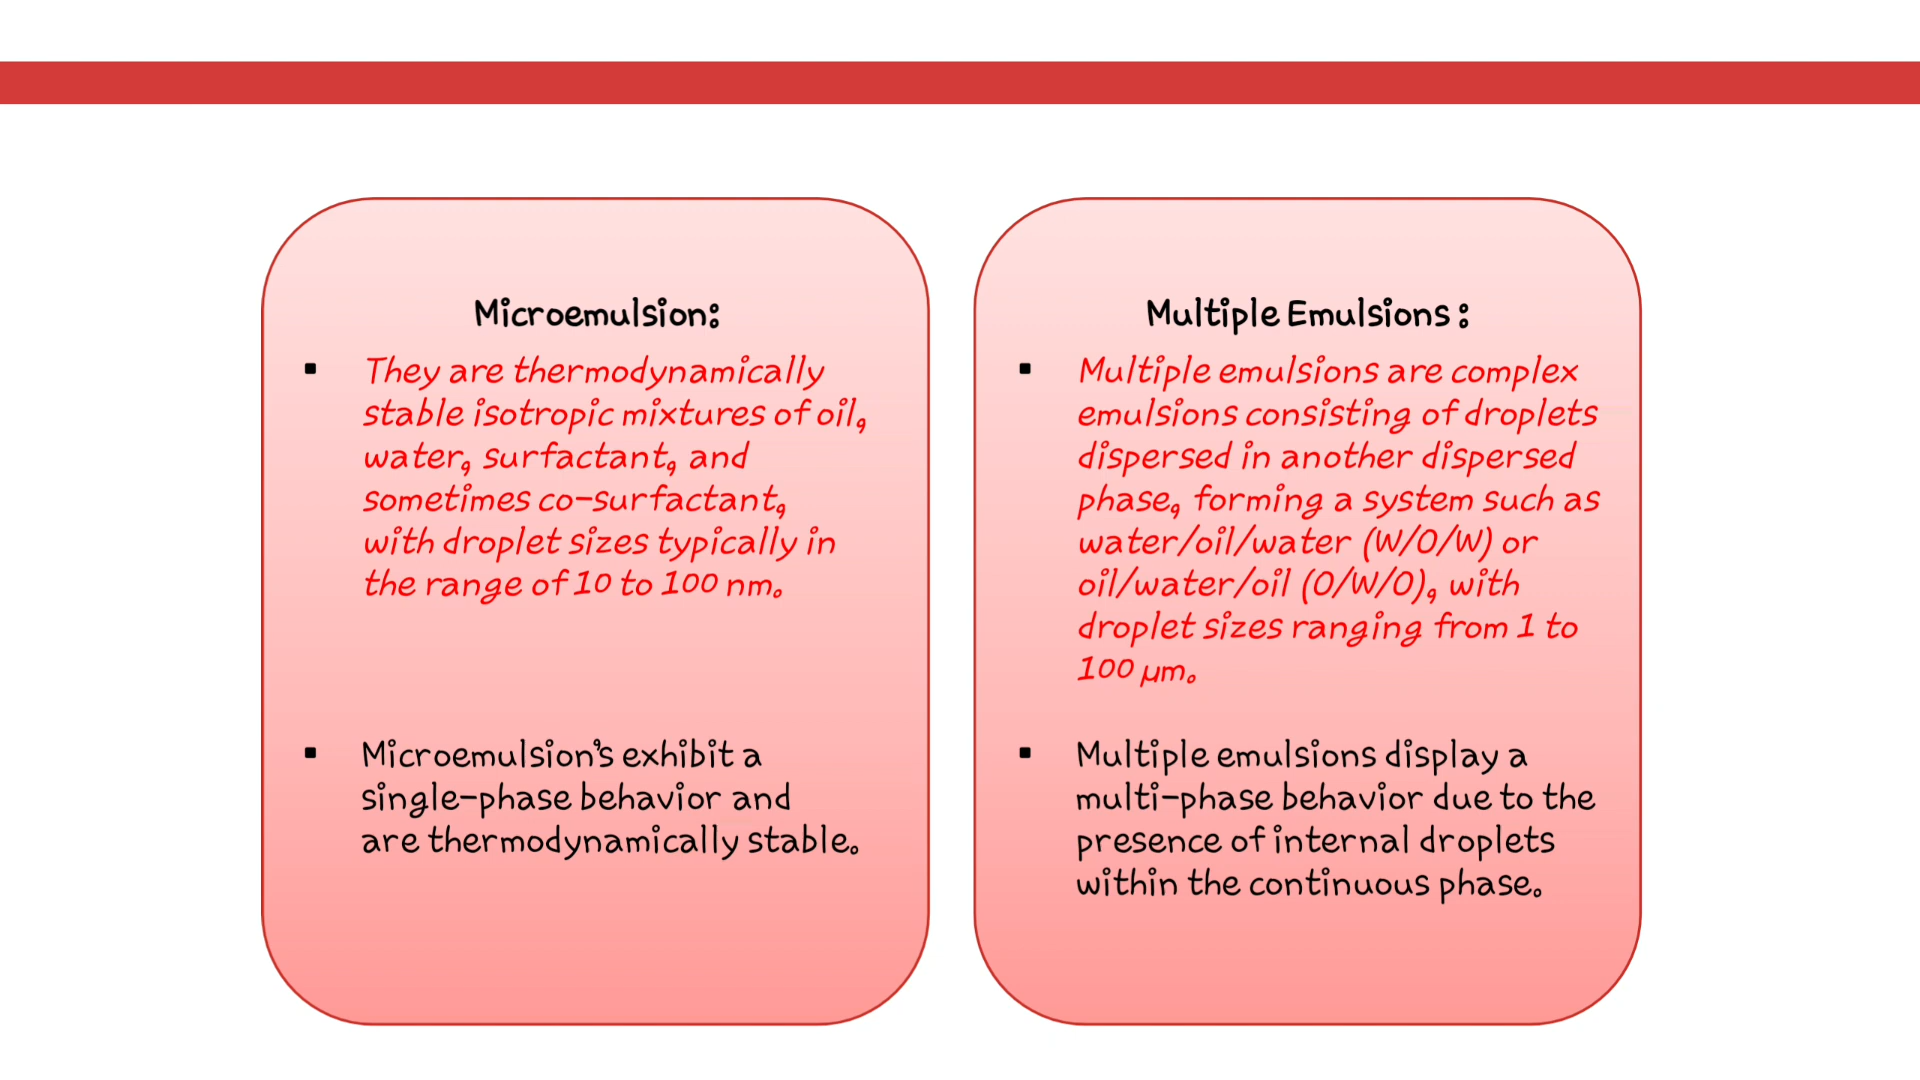 Microemulsion:
▪ They are thermodynamically
stable isotropic mixtures of oil,
water, surfactant, and
sometimes co-surfactant,
with droplet sizes typically in
the range of 10 to 100 nm.
▪ Microemulsion's exhibit a
single-phase behavior and
are thermodynamically stable.
Multiple Emulsions :
▪ Multiple emulsions are complex
emulsions consisting of droplets
dispersed in another dispersed
phase, forming a system such as
water/oil/water (W/O/W) or
oil/water/oil (O/W/O), with
droplet sizes ranging from 1 to
100 μm.
▪ Multiple emulsions display a
multi-phase behavior due to the
presence of internal droplets
within the continuous phase.